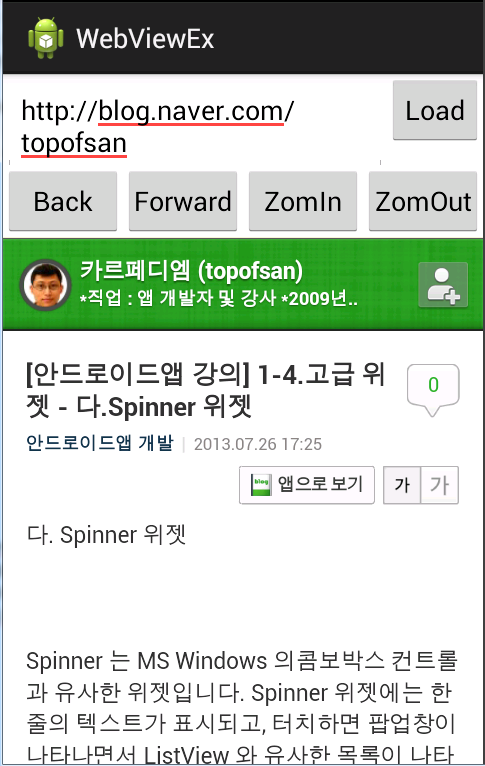 WebViewEx
http://blog.naver.com/
topofsan
Load
Back Forward ZomIn ZomOut
카르페디엠 (topofsan)
*직업 : 앱 개발자 및 강사 *2009년..
[안드로이드앱 강의] 1-4.고급 위
젯 - 다.Spinner 위젯
0
안드로이드앱 개발 | 2013.07.26 17:25
blog 앱으로 보기 가 가
다. Spinner 위젯
Spinner 는 MS Windows 의콤보박스 컨트롤
과 유사한 위젯입니다. Spinner 위젯에는 한
줄의 텍스트가 표시되고, 터치하면 팝업창이
나타나면서 ListView 와 유사한 목록이 나타